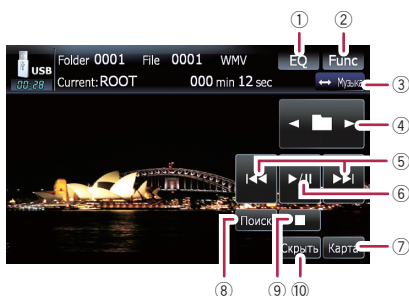 ① ②
USB Folder 0001 File 0001 WMV EQ Func
00:28 Current: ROOT 000 min 12 sec Музыка ③
④
⑤
⑥
Поиск
Скрыть Карта ⑦
⑧ ⑨ ⑩